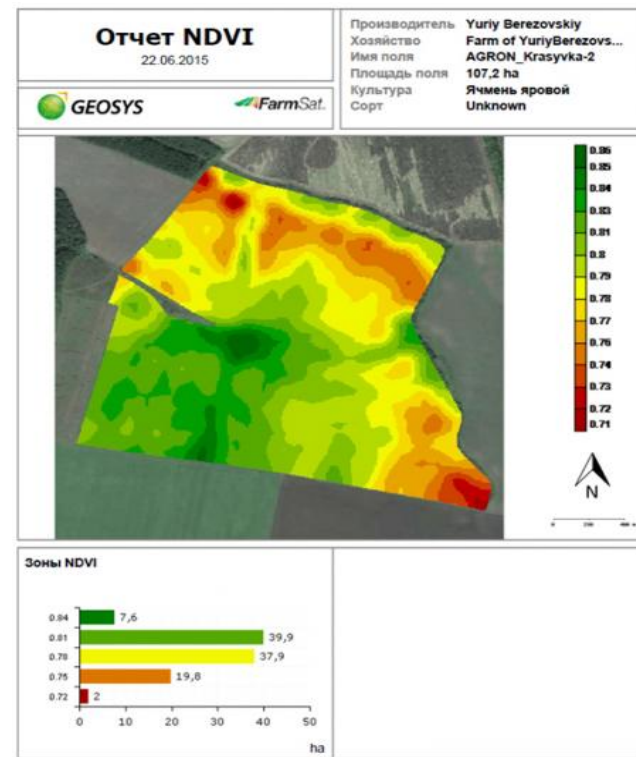 Отчет NDVI
22.06.2015
GEOSYS
FarmSat.
Производитель Yuriy Berezovskiy
Хозяйство Farm of YuriyBerezovs...
Имя поля AGRON_Krasyvka-2
Площадь поля 107,2 ha
Культура Ячмень яровой
Сорт Unknown
0.86
0.85
0.84
0.83
0.81
0.8
0.79
0.78
0.77
0.76
0.74
0.73
0.72
0.71
N
Зоны NDVI
0.84 7,6
0.81 39,9
0.78 37,9
0.75 19,8
0.72 2
0 10 20 30 40 50
ha